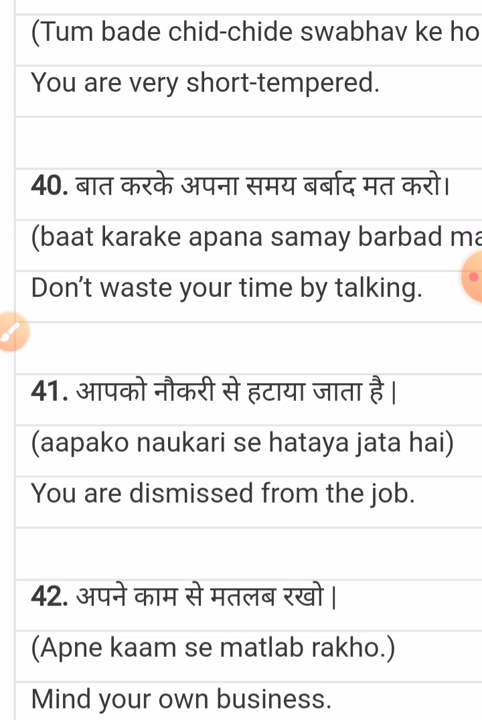 (Tum bade chid-chide swabhav ke ho
You are very short-tempered.
40. बात करके अपना समय बर्बाद मत करो।
(baat karake apana samay barbad ma
Don't waste your time by talking.
41. आपको नौकरी से हटाया जाता है |
(aapako naukari se hataya jata hai)
You are dismissed from the job.
42. अपने काम से मतलब रखो |
(Apne kaam se matlab rakho.)
Mind your own business.